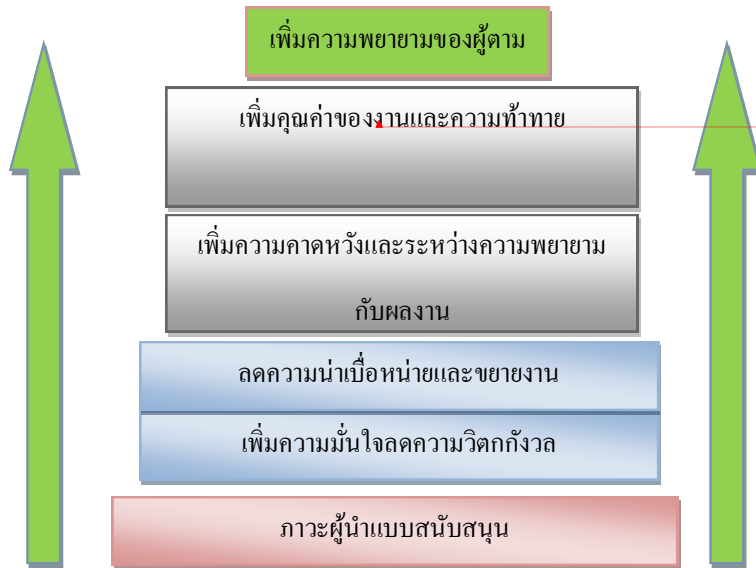 เพิ่มความพยายามของผู้ตาม
เพิ่มคุณค่าของงานและความท้าทาย
เพิ่มความคาดหวังและระหว่างความพยายาม
กับผลงาน
ลดความน่าเบื่อหน่ายและขยายงาน
เพิ่มความมั่นใจลดความวิตกกังวล
ภาวะผู้นำแบบสนับสนุน